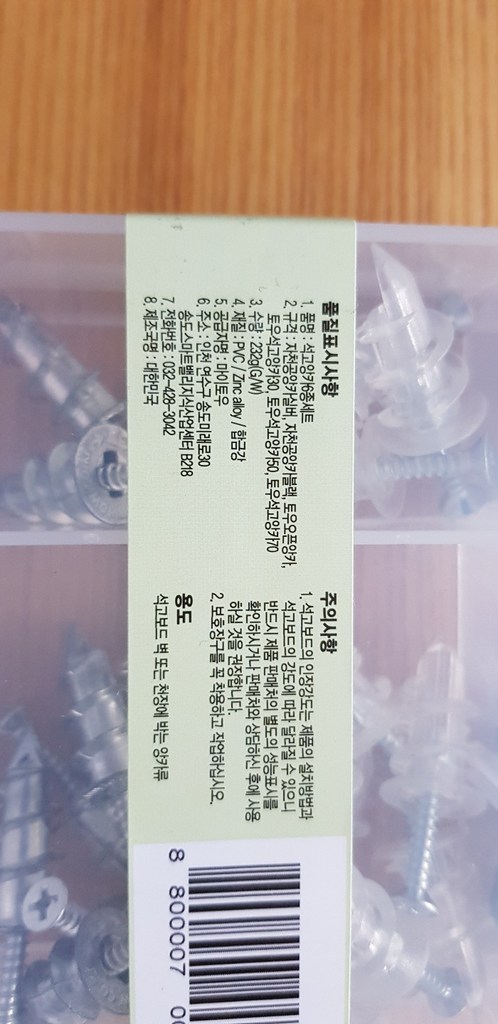 품질표시사항
1. 품명 : 석고앙카6종세트
2. 규격 : 자천공앙카실버, 자천공앙카블랙, 토우오픈앙카,
토우석고앙카30, 토우석고앙카50, 토우석고앙카70
3. 수량 : 232g(G/W)
4. 재질 : PVC / Zinc alloy / 합금강
5. 공급자명 : 마이토우
6. 주소 : 인천 연수구 송도미래로30
송도스마트밸리지식산업센터 B218
7. 전화번호 : 032-428-3042
8. 제조국명 : 대한민국
주의사항
1. 석고보드의 인장강도는 제품의 설치방법과
석고보드의 강도에 따라 달라질 수 있으니
반드시 제품 판매처의 별도의 성능표시를
확인하시거나 판매처와 상담하신 후에 사용
하실 것을 권장합니다.
2. 보호장구를 꼭 착용하고 작업하십시오.
용도
석고보드 벽 또는 천장에 박는 앙카류
8 800007 0